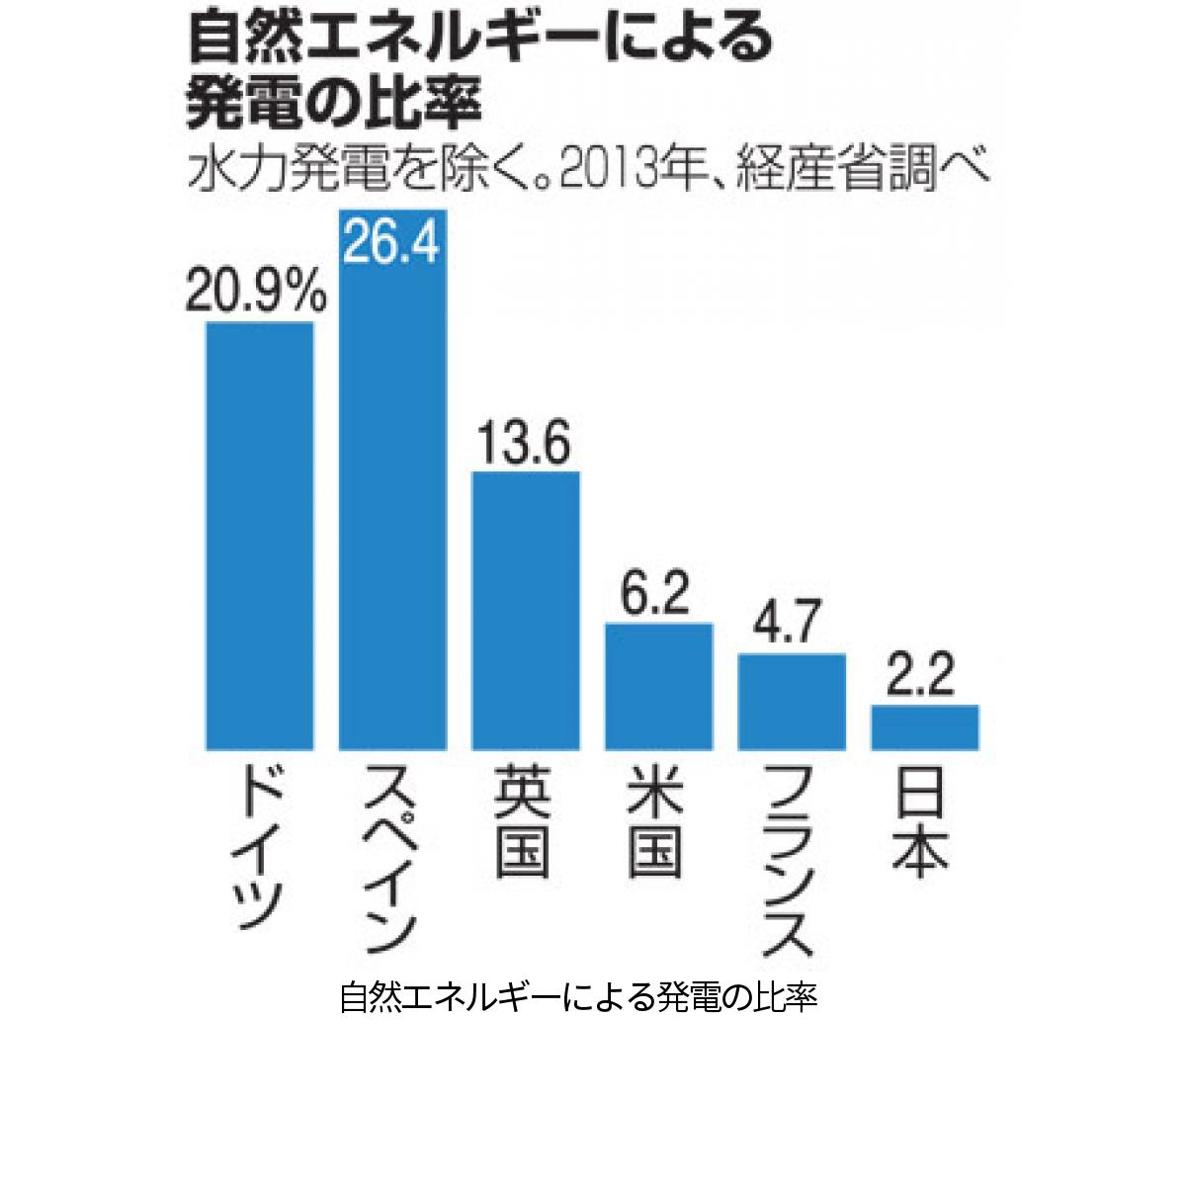 自然エネルギーによる
発電の比率
水力発電を除く。2013年、経産省調べ
20.9%
26.4
13.6
6.2
4.7
2.2
ドイツ
スペイン
英国
米国
フランス
日本
自然エネルギーによる発電の比率